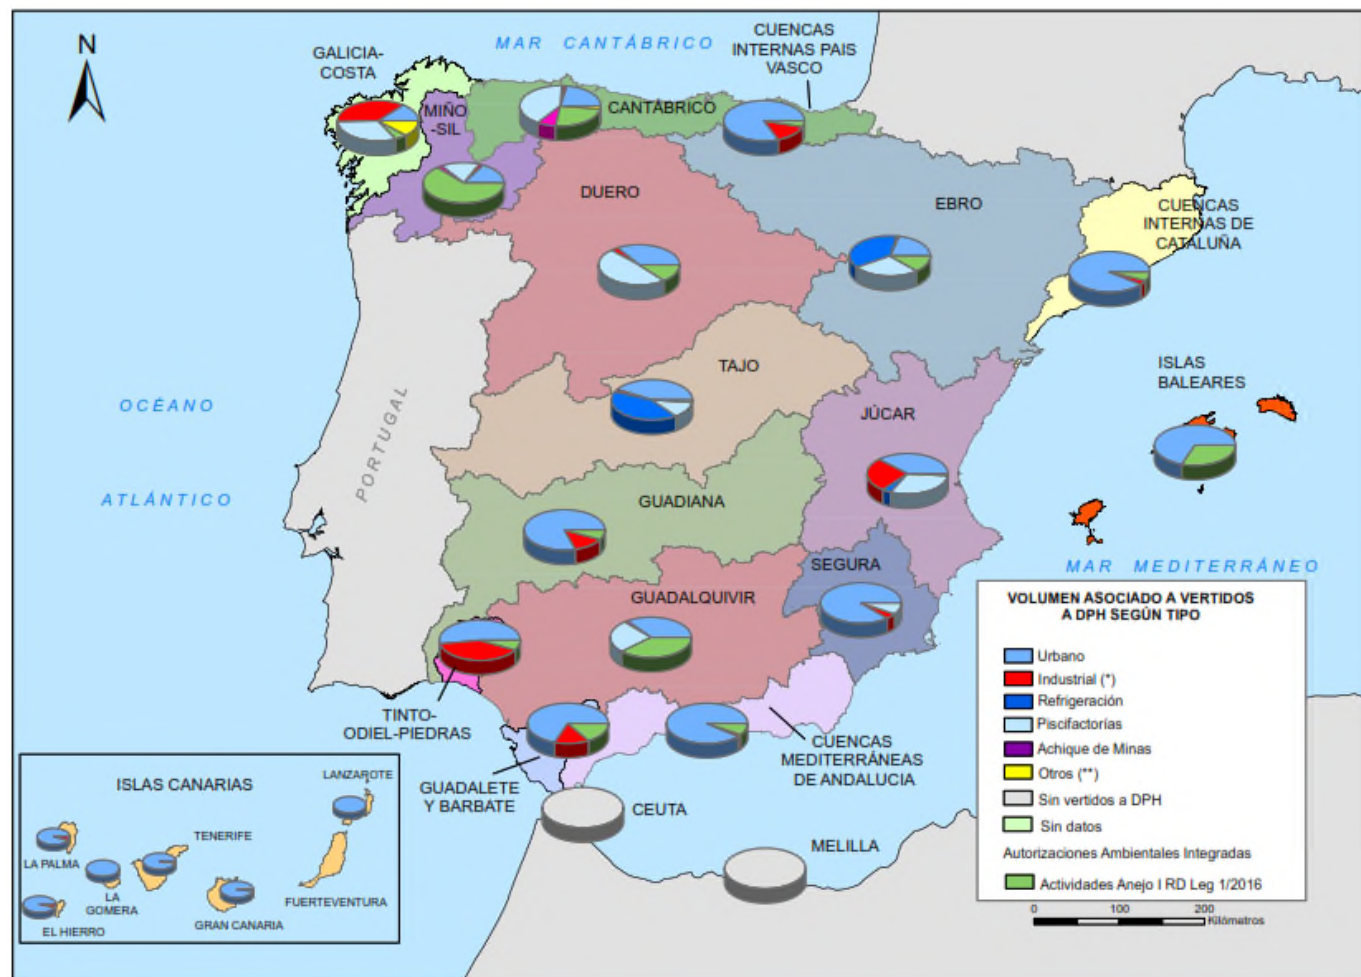 N
MAR CANTÁBRICO
CUENCAS
INTERNAS PAIS
VASCO
GALICIA-
COSTA
MIÑO
-SIL
CANTÁBRICO
DUERO
EBRO
CUENCAS
INTERNAS DE
CATALUÑA
TAJO
ISLAS
BALEARES
OCÉANO
ATLÁNTICO
PORTUGAL
JÚCAR
GUADIANA
SEGURA
MAR MEDITERRÁNEO
GUADALQUIVIR
TINTO-
ODIEL-PIEDRAS
GUADALETE
Y BARBATE
CUENCAS
MEDITERRÁNEAS
DE ANDALUCIA
CEUTA
MELILLA
VOLUMEN ASOCIADO A VERTIDOS
A DPH SEGÚN TIPO
Urbano
Industrial (*)
Refrigeración
Piscifactorías
Achique de Minas
Otros (**)
Sin vertidos a DPH
Sin datos
Autorizaciones Ambientales Integradas
Actividades Anejo I RD Leg 1/2016
0 100 200
Kilómetros
ISLAS CANARIAS
LANZAROTE
TENERIFE
LA PALMA
LA
GOMERA
FUERTEVENTURA
GRAN CANARIA
EL HIERRO